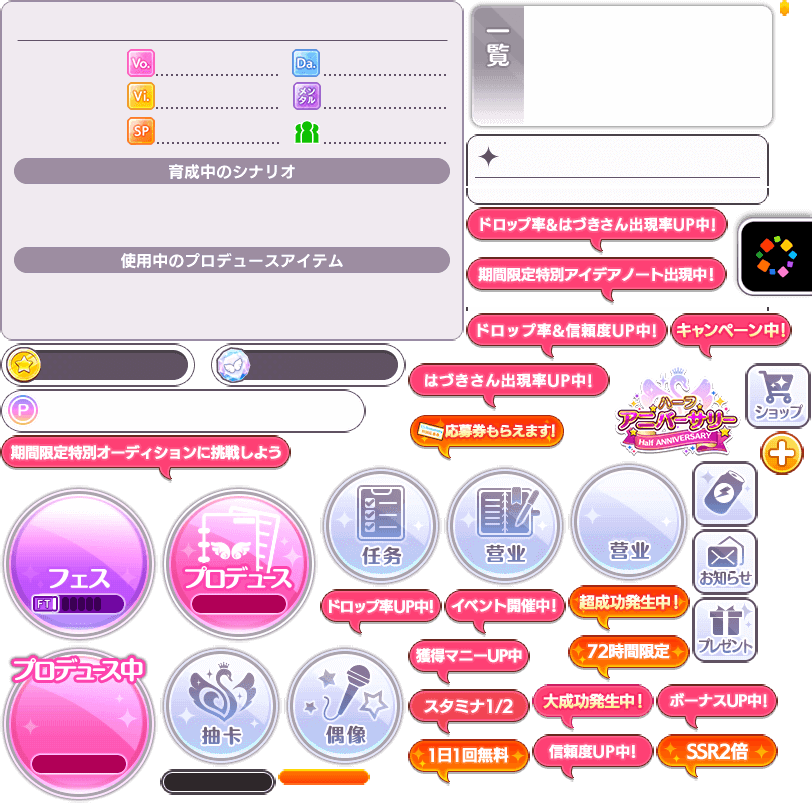 Vo.
Da.
Vi.
メンタル
SP
育成中のシナリオ
使用中のプロデュースアイテム
一覧
ドロップ率&はづきさん出現率UP中!
期間限定特別アイデアノート出現中!
ドロップ率&信頼度UP中!
キャンペーン中!
はづきさん出現率UP中!
応募券もらえます!
ハーフ
アニバーサリー
Half ANNIVERSARY
ショップ
P
期間限定特別オーディションに挑戦しよう
フェス
FT
プロデュース
任务
营业
营业
お知らせ
プレゼント
ドロップ率UP中!
イベント開催中!
超成功発生中!
獲得マニーUP中
72時間限定
プロデュース中
抽卡
偶像
スタミナ1/2
大成功発生中!
ボーナスUP中!
1日1回無料
信頼度UP中!
SSR2倍